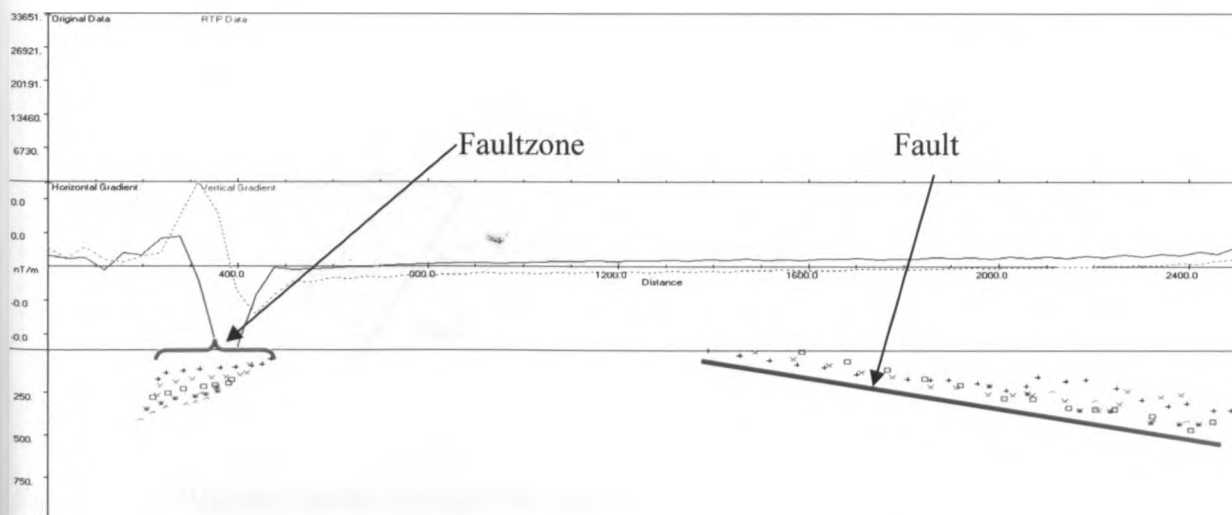 33651.
Original Data
RTP Data
26921.
20191.
13460.
6730.
Faultzone
Fault
Horizontal Gradient
Vertical Gradient
0.0
0.0
nT/m
400.0
1200.0
1600.0
2000.0
2400.0
Distance
-0.0
-0.0
250.
500.
750.